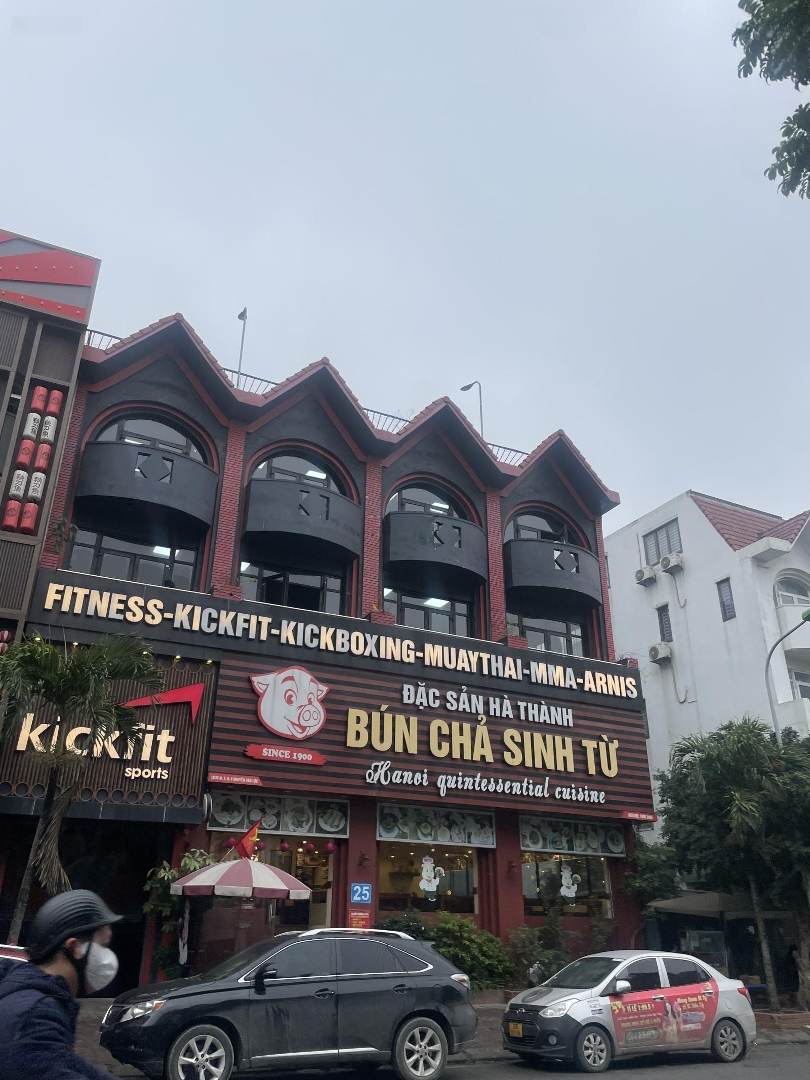 FITNESS-KICKFIT-KICKBOXING-MUAYTHAI-MMA-ARNIS
kickfit
sports
SINCE 1900
ĐẶC SẢN HÀ THÀNH
BÚN CHẢ SINH TỪ
Hanoi quintessential cuisine
25